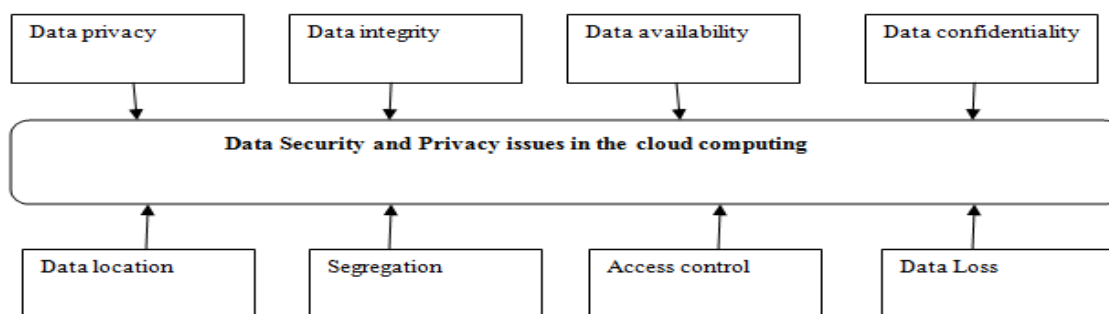 Data privacy
Data integrity
Data availability
Data confidentiality
Data Security and Privacy issues in the cloud computing
Data location
Segregation
Access control
Data Loss